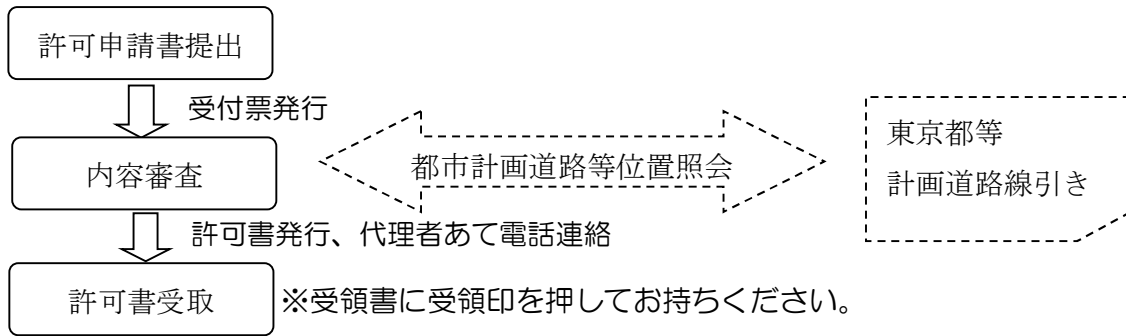 許可申請書提出
受付票発行
内容審査
都市計画道路等位置照会
東京都等
計画道路線引き
許可書発行、代理者あて電話連絡
許可書受取
※受領書に受領印を押してお持ちください。